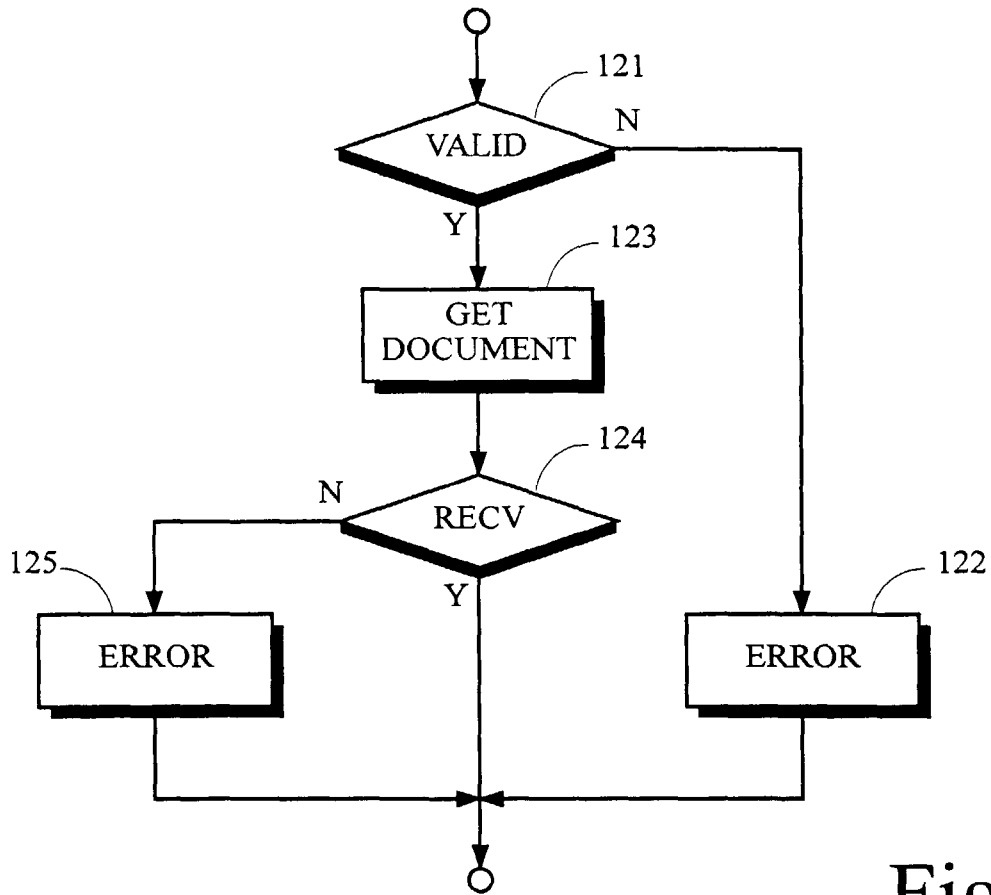 121
VALID
N
Y
123
GET
DOCUMENT
124
N
RECV
125
Y
122
ERROR
ERROR